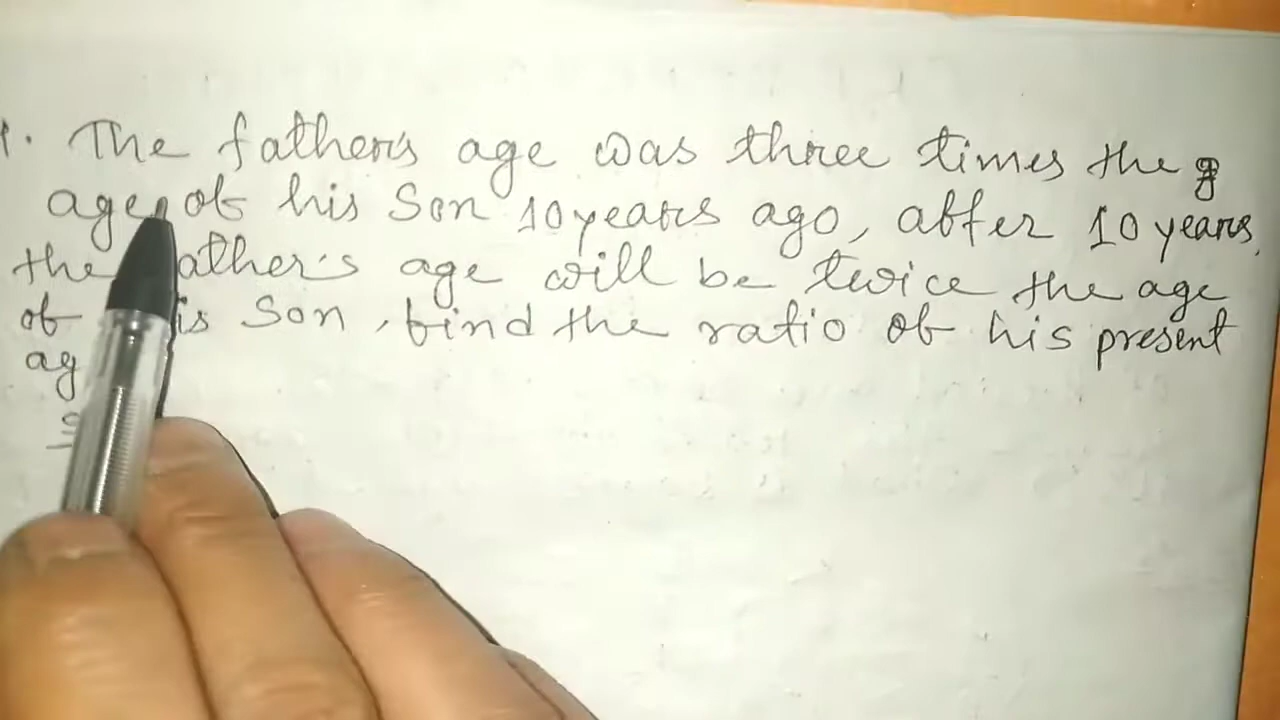 1. The father's age was three times the
age of his Son 10 years ago, after 10 years,
the father's age will be twice the age
of his Son, find the ratio of his present
ag